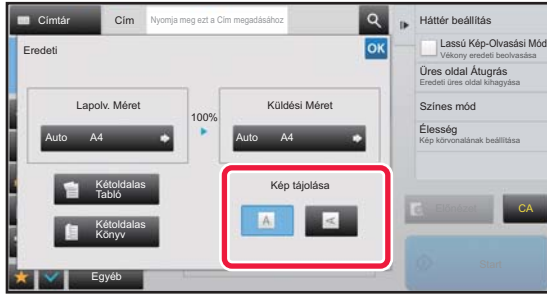 Címtár
Cím
Nyomja meg ezt a Cím megadásához
Eredeti
OK
Lapolv. Méret
100%
Küldési Méret
Auto A4
Auto A4
Kétoldalas
Tabló
Kétoldalas
Könyv
Kép tájolása
A
A
Egyéb
Háttér beállítás
Lassú Kép-Olvasási Mód
Vékony eredeti beolvasása
Üres oldal Átugrás
Eredeti üres oldal kihagyása
Színes mód
Élesség
Kép körvonalának beállítása
Előnézet
CA
Start